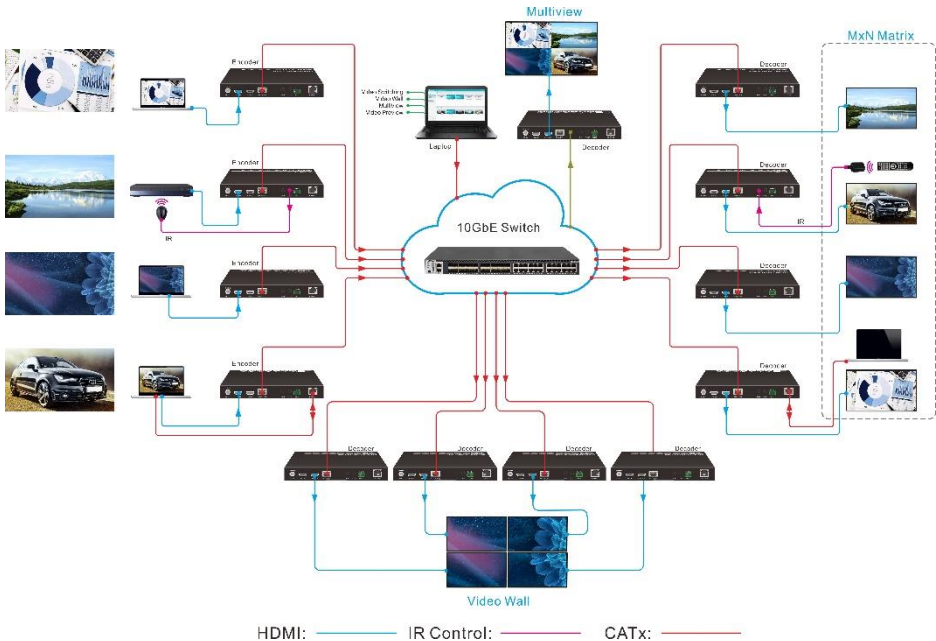 Multiview
MxN Matrix
Encoder
Decoder
Video Switching
Video Wall
Multiview
Video Preview
Laptop
Decoder
Encoder
Decoder
10GbE Switch
IR
IR
Encoder
Decoder
Encoder
Decoder
Decoder
Decoder
Decoder
Decoder
Video Wall
HDMI: IR Control: CATx: